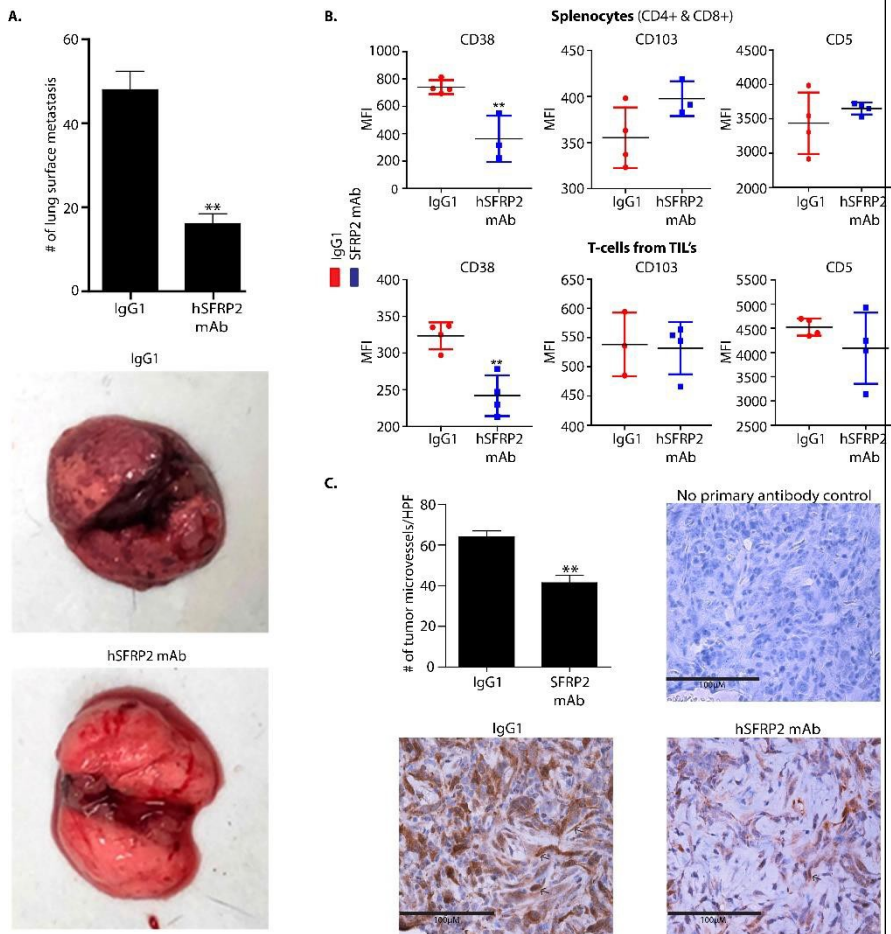 A.
60
40
20
0
# of lung surface metastasis
**
IgG1
hSFRP2
mAb
IgG1
hSFRP2 mAb
B.
Splenocytes (CD4+ & CD8+)
CD38
CD103
CD5
MFI
1000
800
600
400
200
0
**
IgG1
hSFRP2
mAb
MFI
450
400
350
300
IgG1
hSFRP2
mAb
MFI
4500
4000
3500
3000
2500
2000
IgG1
hSFRP2
mAb
IgG1
SFRP2 mAb
T-cells from TIL's
CD38
CD103
CD5
MFI
400
350
300
250
200
**
IgG1
hSFRP2
mAb
MFI
650
600
550
500
450
400
IgG1
hSFRP2
mAb
MFI
5500
5000
4500
4000
3500
3000
2500
IgG1
hSFRP2
mAb
C.
# of tumor microvessels/HPF
80
60
40
20
0
**
IgG1
SFRP2
mAb
No primary antibody control
100µM
IgG1
100µM
hSFRP2 mAb
100µM